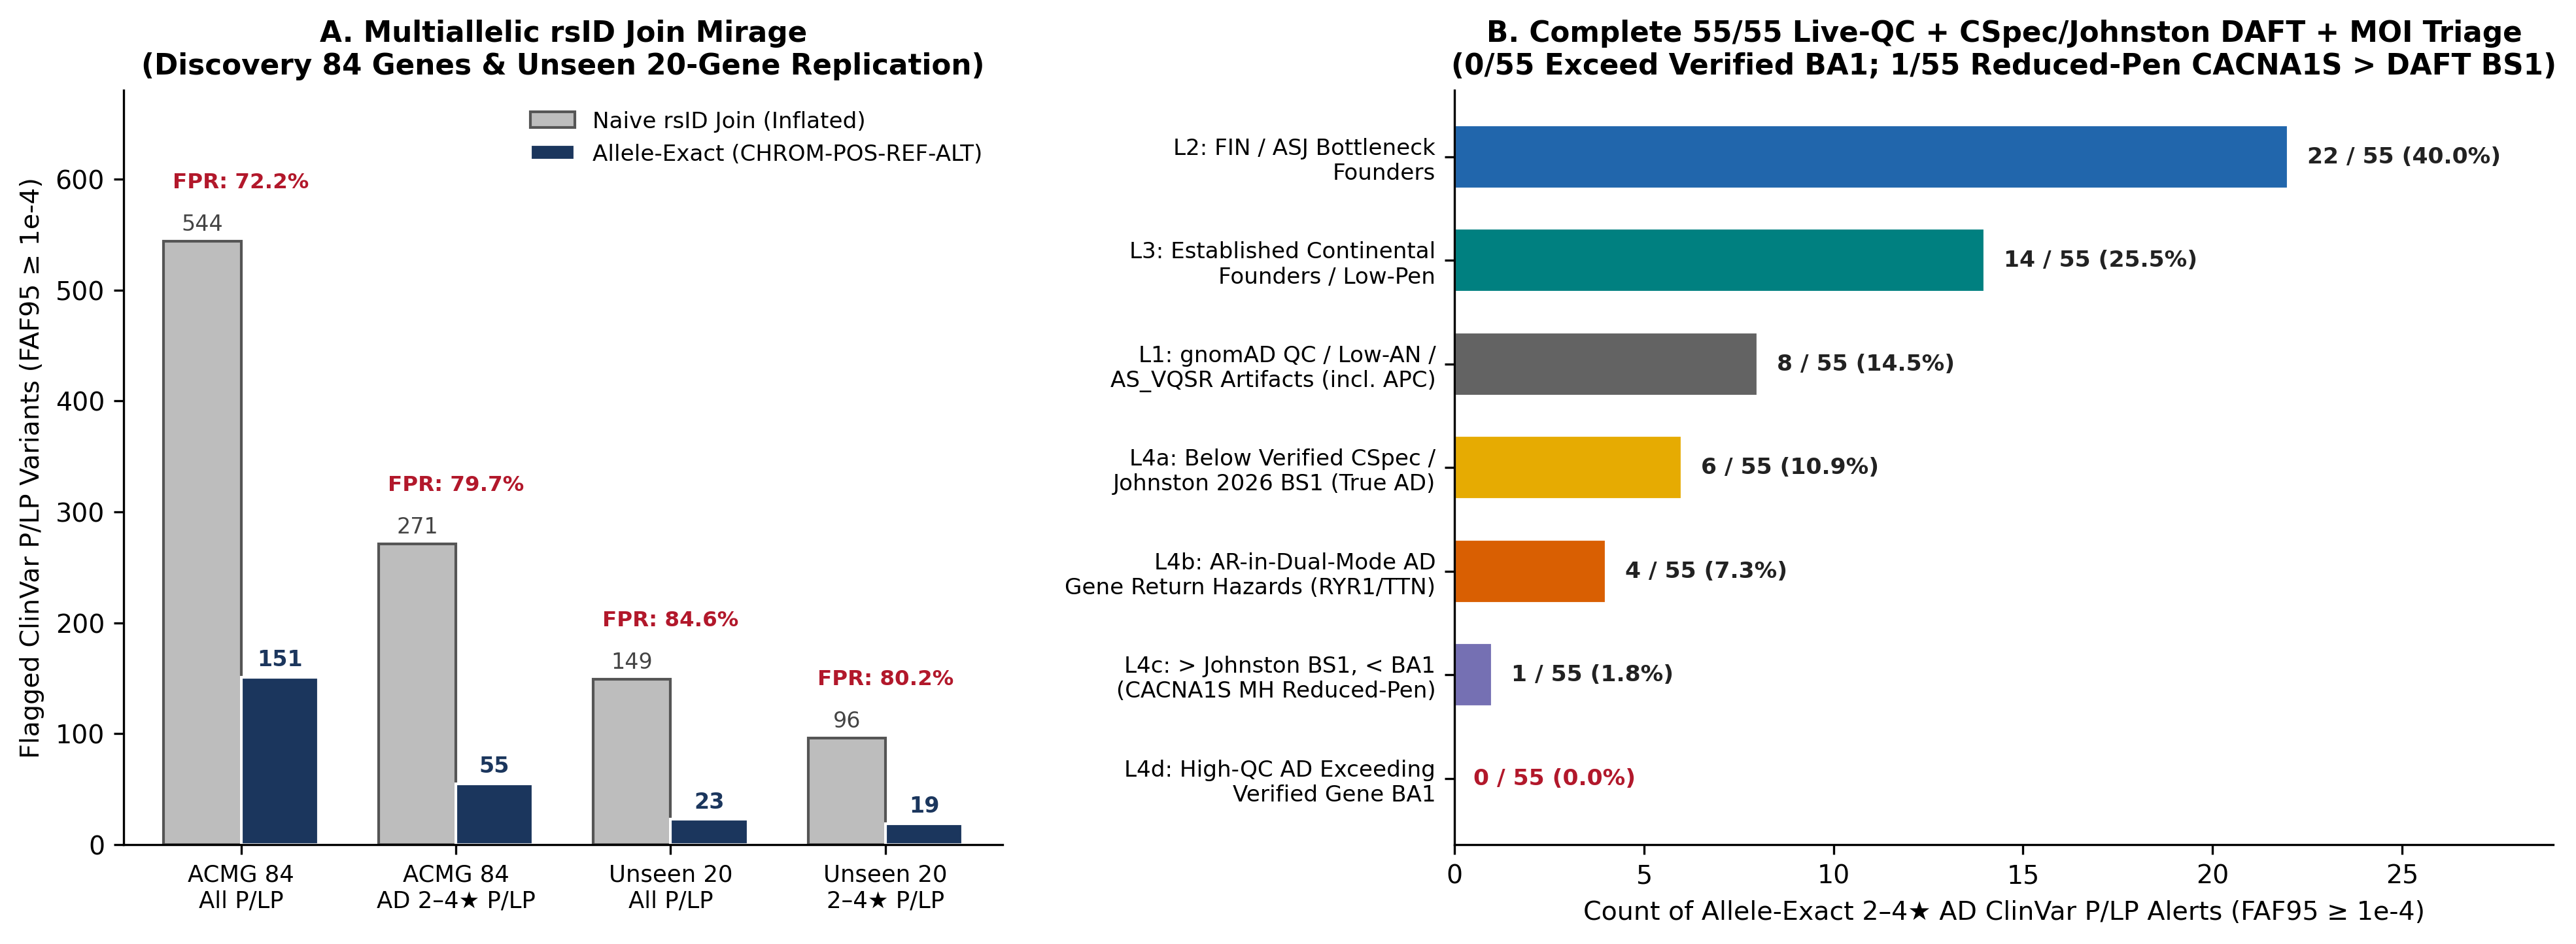 A. Multiallelic rsID Join Mirage
(Discovery 84 Genes & Unseen 20-Gene Replication)
Flagged ClinVar P/LP Variants (FAF95 ≥ 1e-4)
600
500
400
300
200
100
0
Naive rsID Join (Inflated)
Allele-Exact (CHROM-POS-REF-ALT)
FPR: 72.2%
544
151
FPR: 79.7%
271
55
FPR: 84.6%
149
23
FPR: 80.2%
96
19
ACMG 84
All P/LP
ACMG 84
AD 2–4★ P/LP
Unseen 20
All P/LP
Unseen 20
2–4★ P/LP
B. Complete 55/55 Live-QC + CSpec/Johnston DAFT + MOI Triage
(0/55 Exceed Verified BA1; 1/55 Reduced-Pen CACNA1S > DAFT BS1)
L2: FIN / ASJ Bottleneck
Founders
22 / 55 (40.0%)
L3: Established Continental
Founders / Low-Pen
14 / 55 (25.5%)
L1: gnomAD QC / Low-AN /
AS_VQSR Artifacts (incl. APC)
8 / 55 (14.5%)
L4a: Below Verified CSpec /
Johnston 2026 BS1 (True AD)
6 / 55 (10.9%)
L4b: AR-in-Dual-Mode AD
Gene Return Hazards (RYR1/TTN)
4 / 55 (7.3%)
L4c: > Johnston BS1, < BA1
(CACNA1S MH Reduced-Pen)
1 / 55 (1.8%)
L4d: High-QC AD Exceeding
Verified Gene BA1
0 / 55 (0.0%)
0
5
10
15
20
25
Count of Allele-Exact 2–4★ AD ClinVar P/LP Alerts (FAF95 ≥ 1e-4)